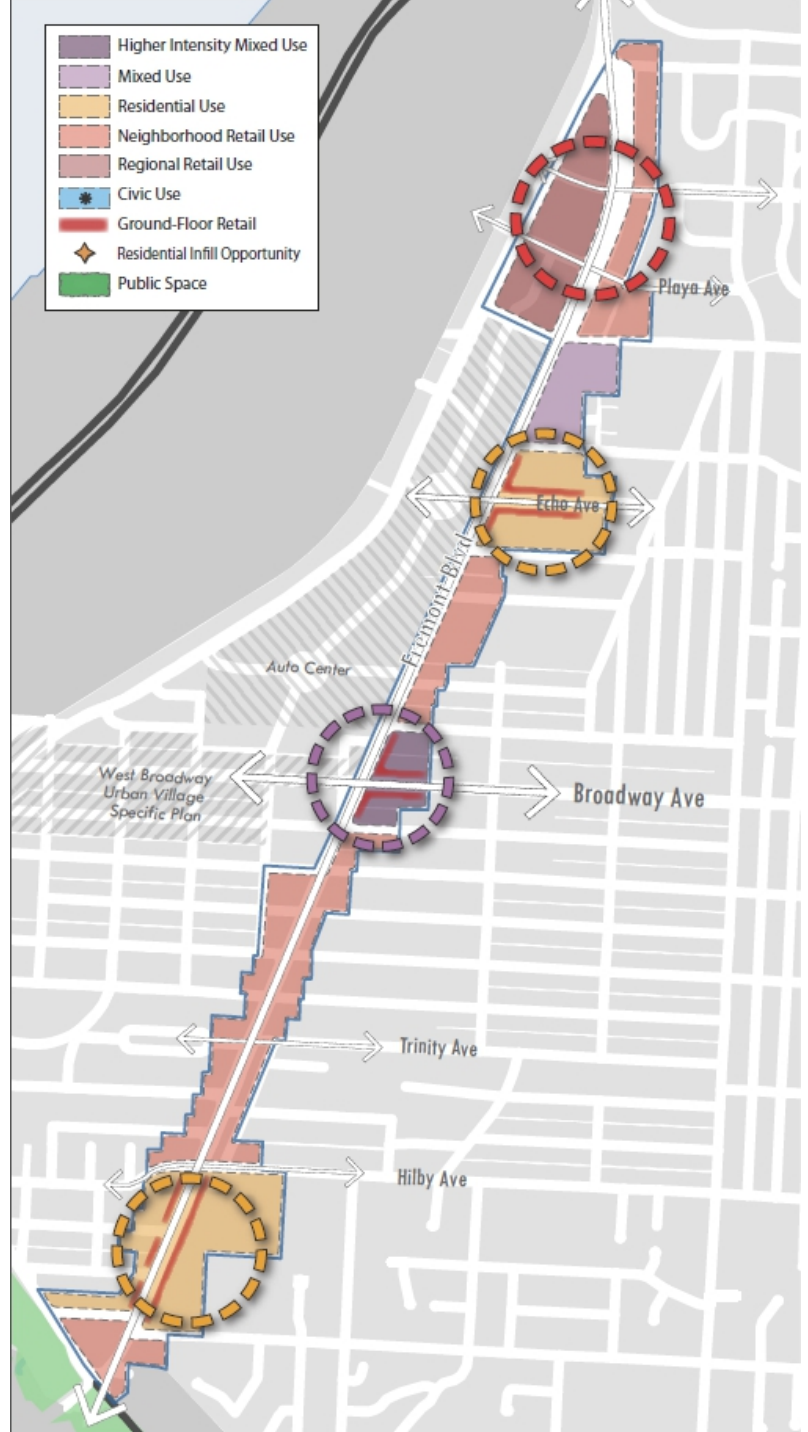 Higher Intensity Mixed Use
Mixed Use
Residential Use
Neighborhood Retail Use
Regional Retail Use
Civic Use
Ground-Floor Retail
Residential Infill Opportunity
Public Space
Playa Ave
Echo Ave
Fremont Blvd
Auto Center
West Broadway
Urban Village
Specific Plan
Broadway Ave
Trinity Ave
Hilby Ave